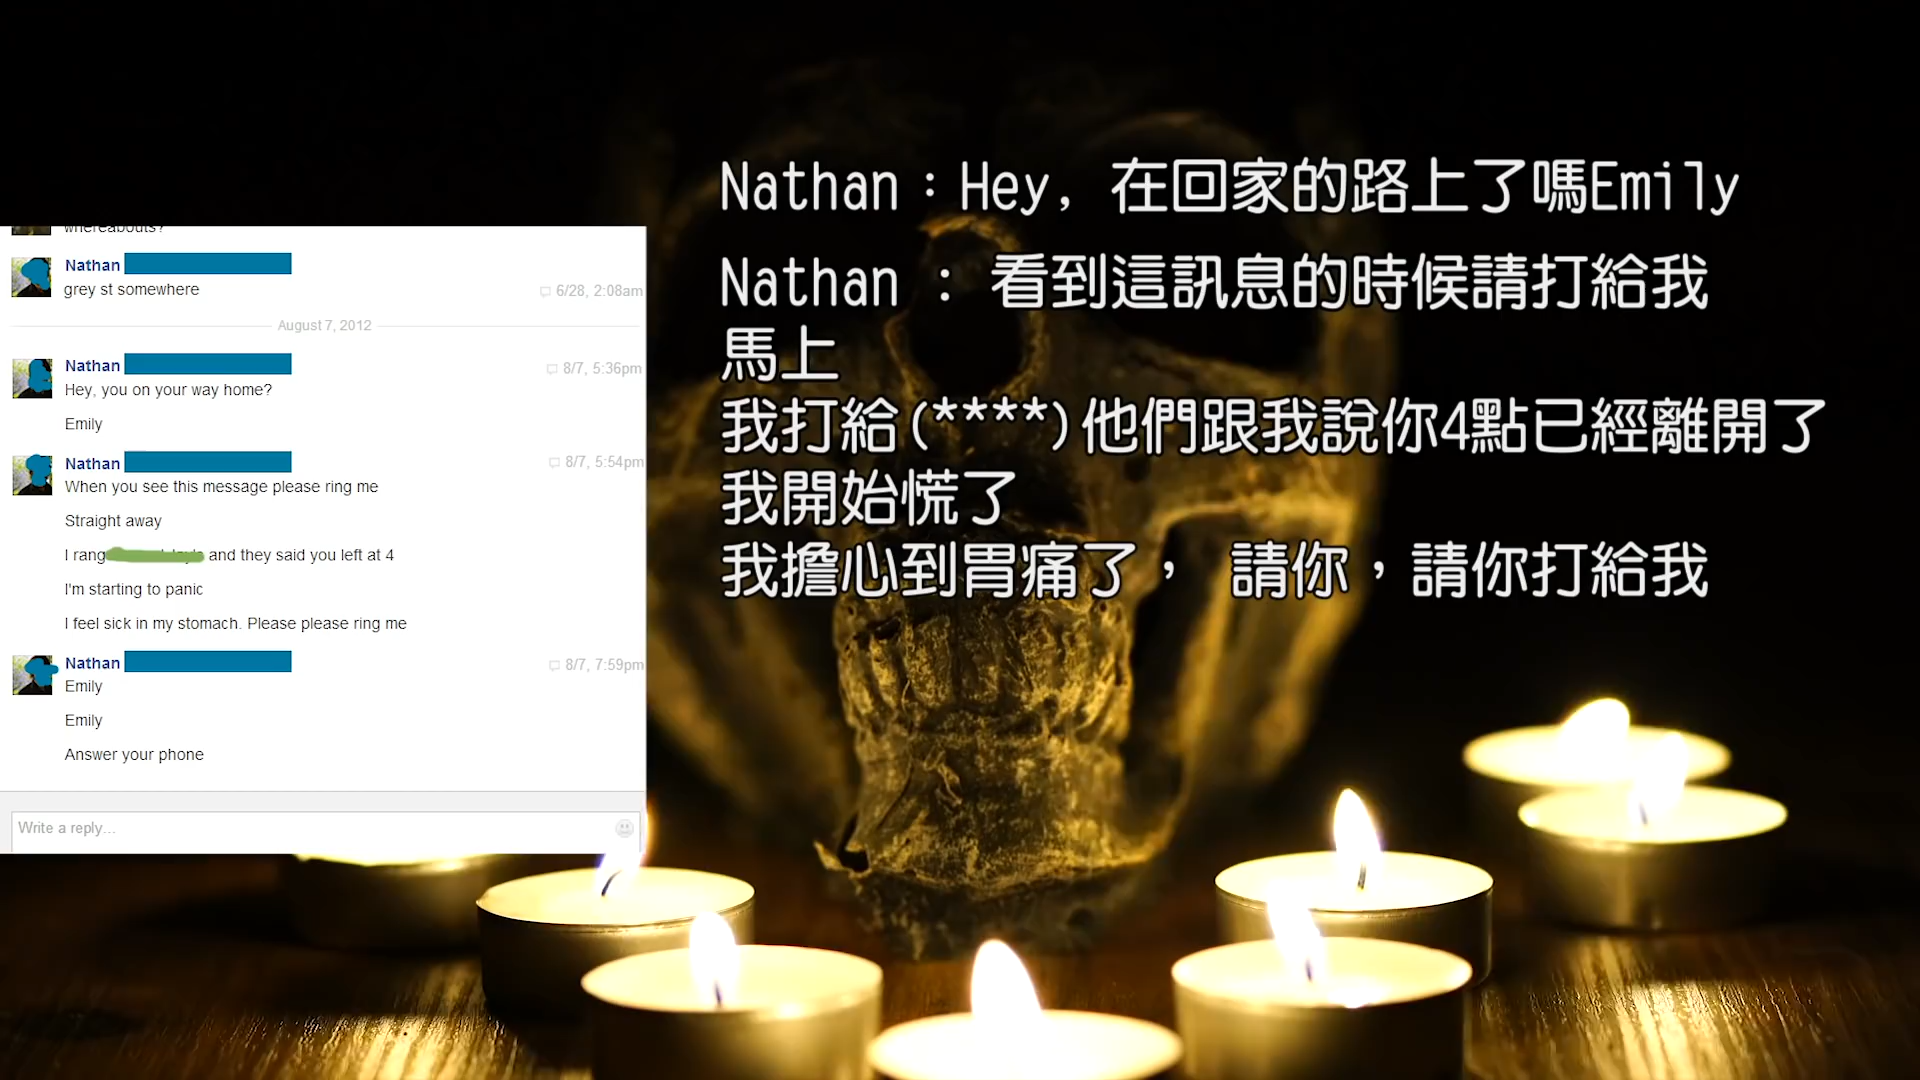 whereabouts?
Nathan
grey st somewhere
6/28, 2:08am
August 7, 2012
Nathan
8/7, 5:36pm
Hey, you on your way home?
Emily
Nathan
8/7, 5:54pm
When you see this message please ring me
Straight away
I rang and they said you left at 4
I'm starting to panic
I feel sick in my stomach. Please please ring me
Nathan
8/7, 7:59pm
Emily
Emily
Answer your phone
Write a reply...
Nathan：Hey, 在回家的路上了嗎Emily
Nathan ： 看到這訊息的時候請打給我
馬上
我打給(****)他們跟我說你4點已經離開了
我開始慌了
我擔心到胃痛了， 請你，請你打給我